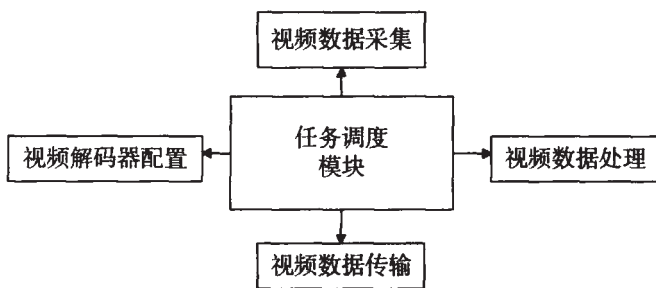 视频数据采集
任务调度
模块
视频解码器配置
视频数据处理
视频数据传输